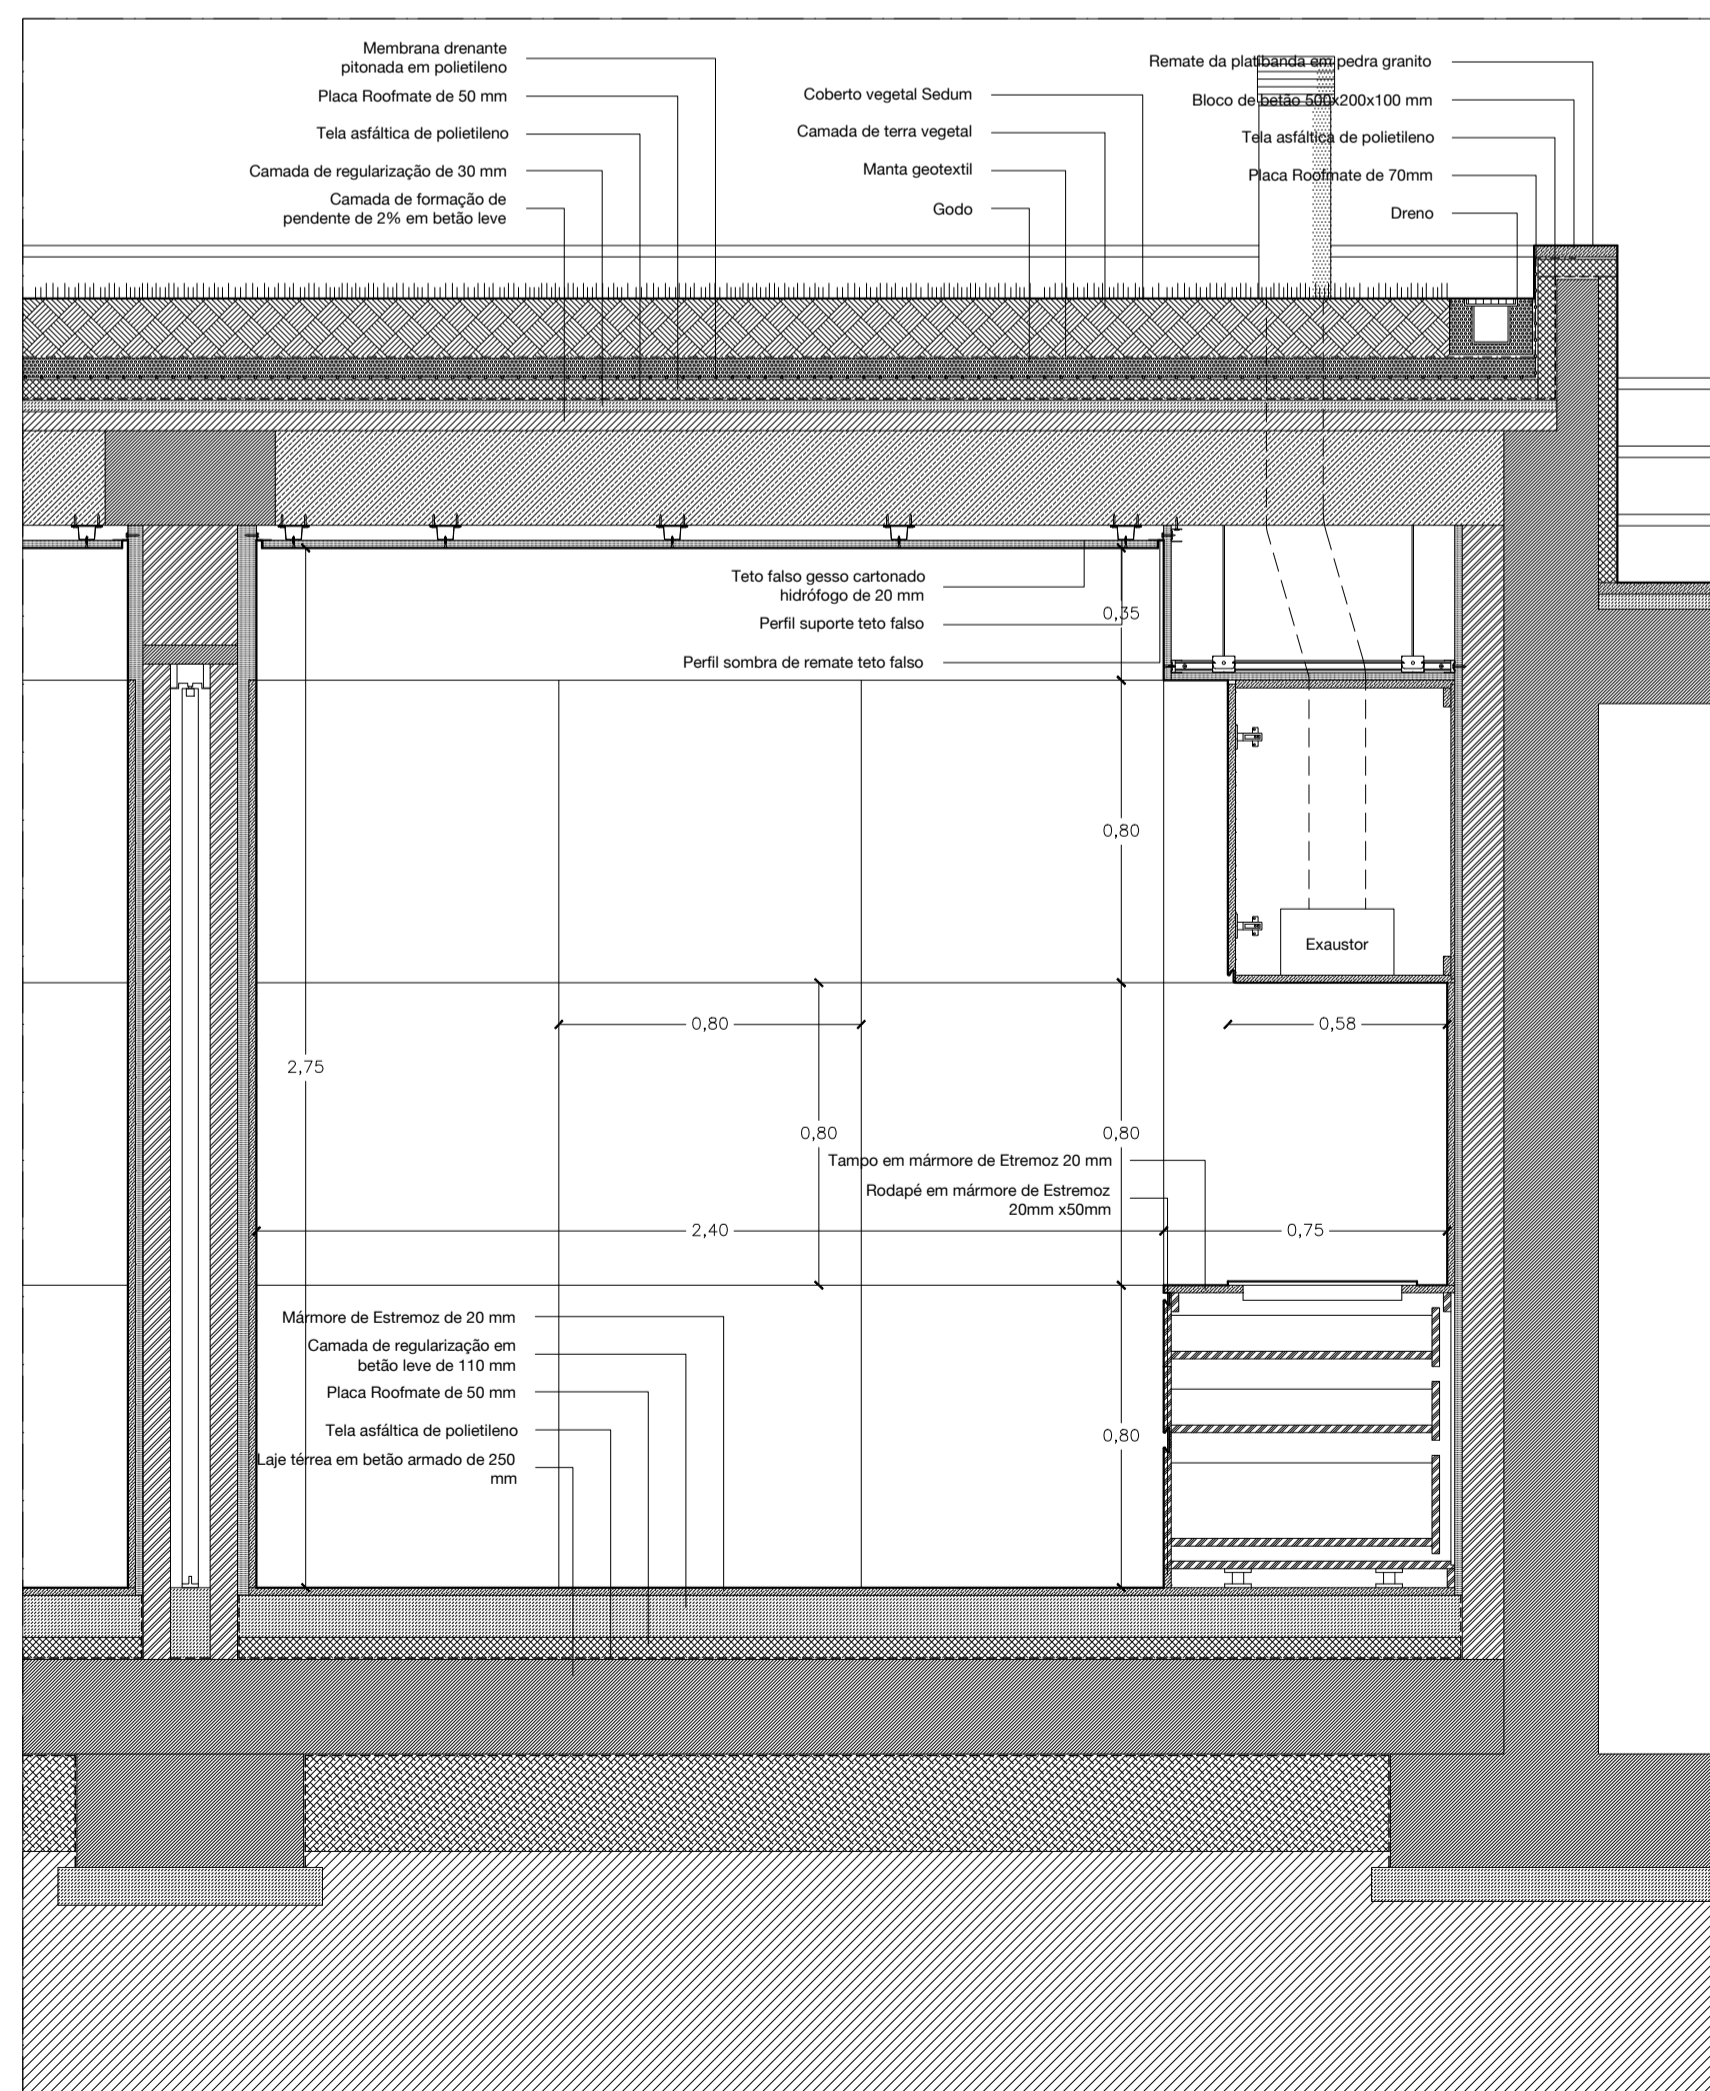 Membrana drenante
pitonada em polietileno
Placa Roofmate de 50 mm
Tela asfáltica de polietileno
Camada de regularização de 30 mm
Camada de formação de
pendente de 2% em betão leve
Coberto vegetal Sedum
Camada de terra vegetal
Manta geotextil
Godo
Remate da platibanda em pedra granito
Bloco de betão 500x200x100 mm
Tela asfáltica de polietileno
Placa Roofmate de 70mm
Dreno
Teto falso gesso cartonado
hidrófogo de 20 mm
Perfil suporte teto falso
Perfil sombra de remate teto falso
0,35
0,80
Exaustor
0,80
0,58
2,75
0,80
0,80
Tampo em mármore de Etremoz 20 mm
Rodapé em mármore de Estremoz
20mm x50mm
2,40
0,75
Mármore de Estremoz de 20 mm
Camada de regularização em
betão leve de 110 mm
Placa Roofmate de 50 mm
Tela asfáltica de polietileno
Laje térrea em betão armado de 250
mm
0,80